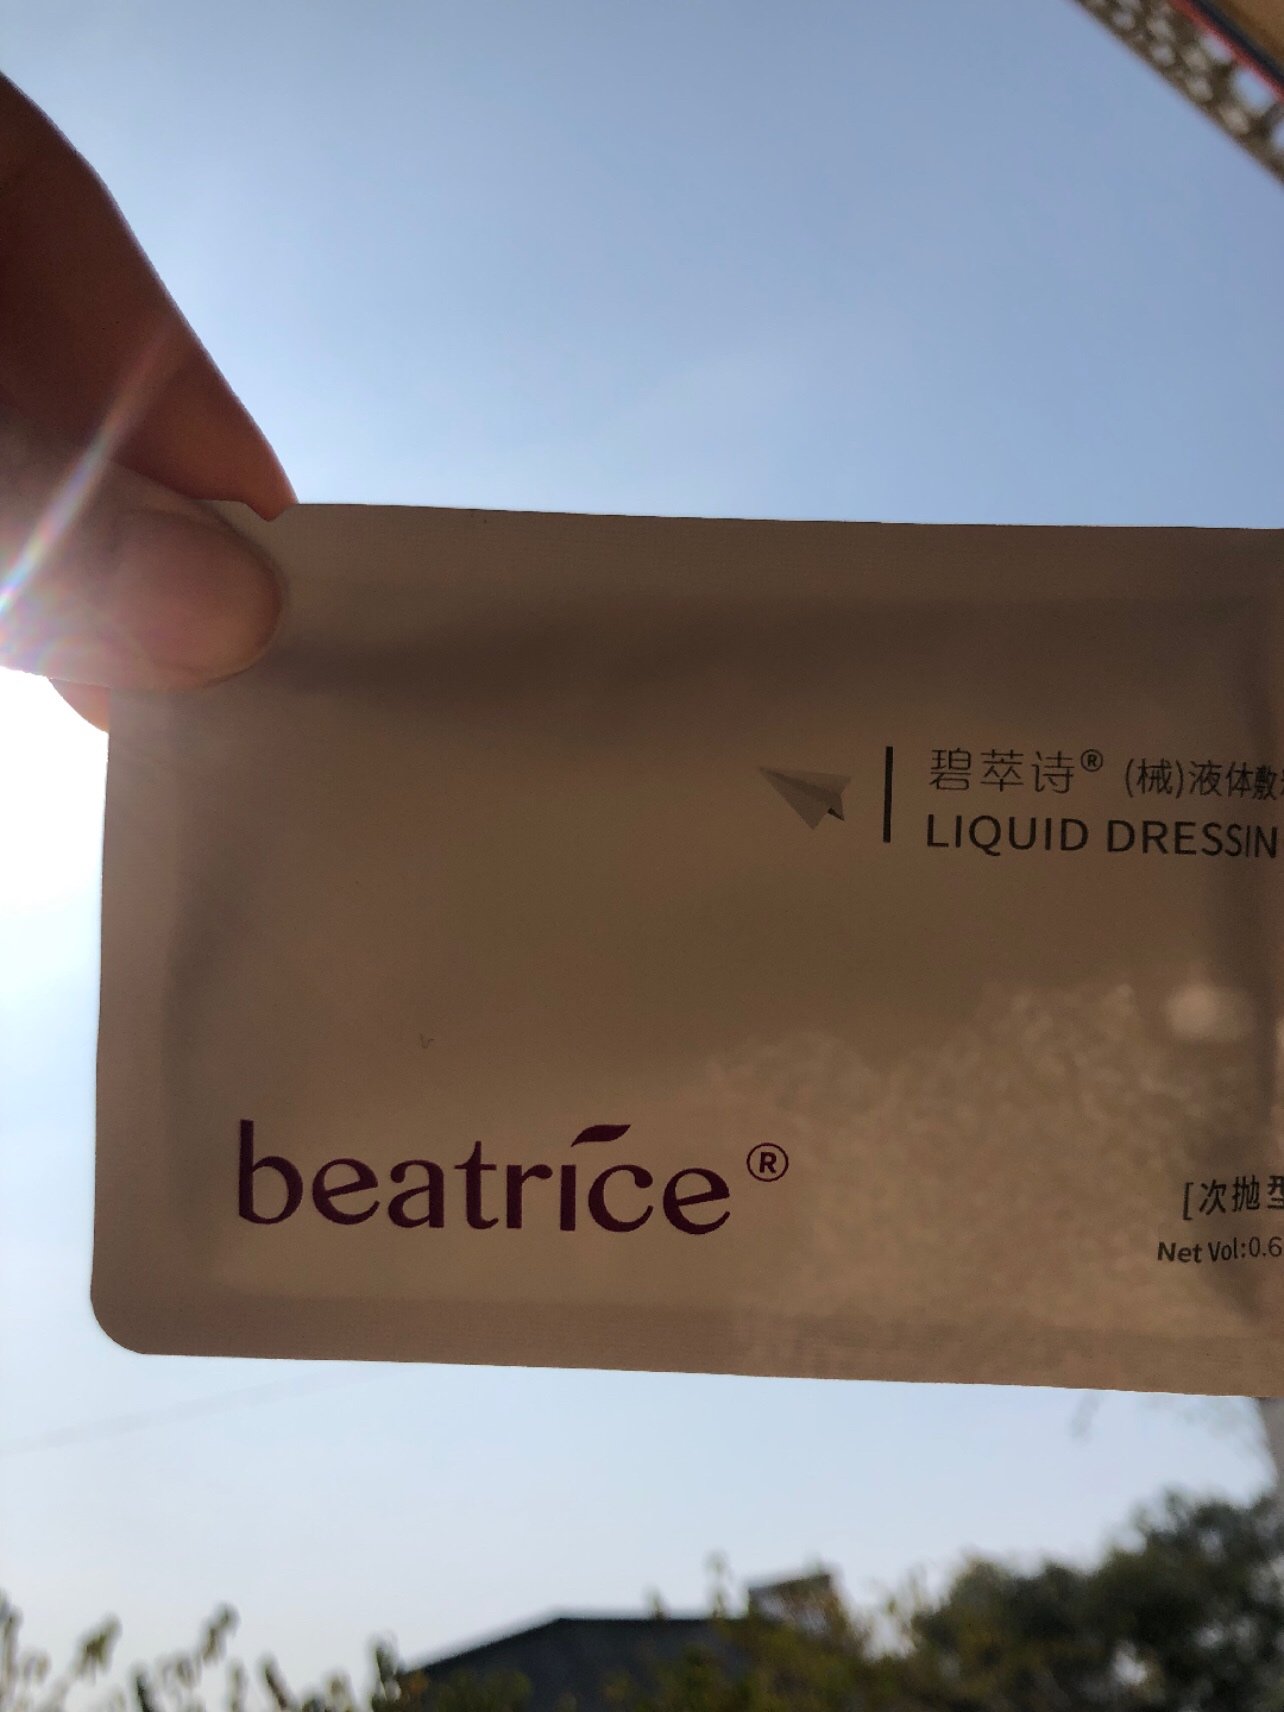 碧萃诗® (械)液体敷
LIQUID DRESSIN
beatrice®
[次抛型
Net Vol:0.6